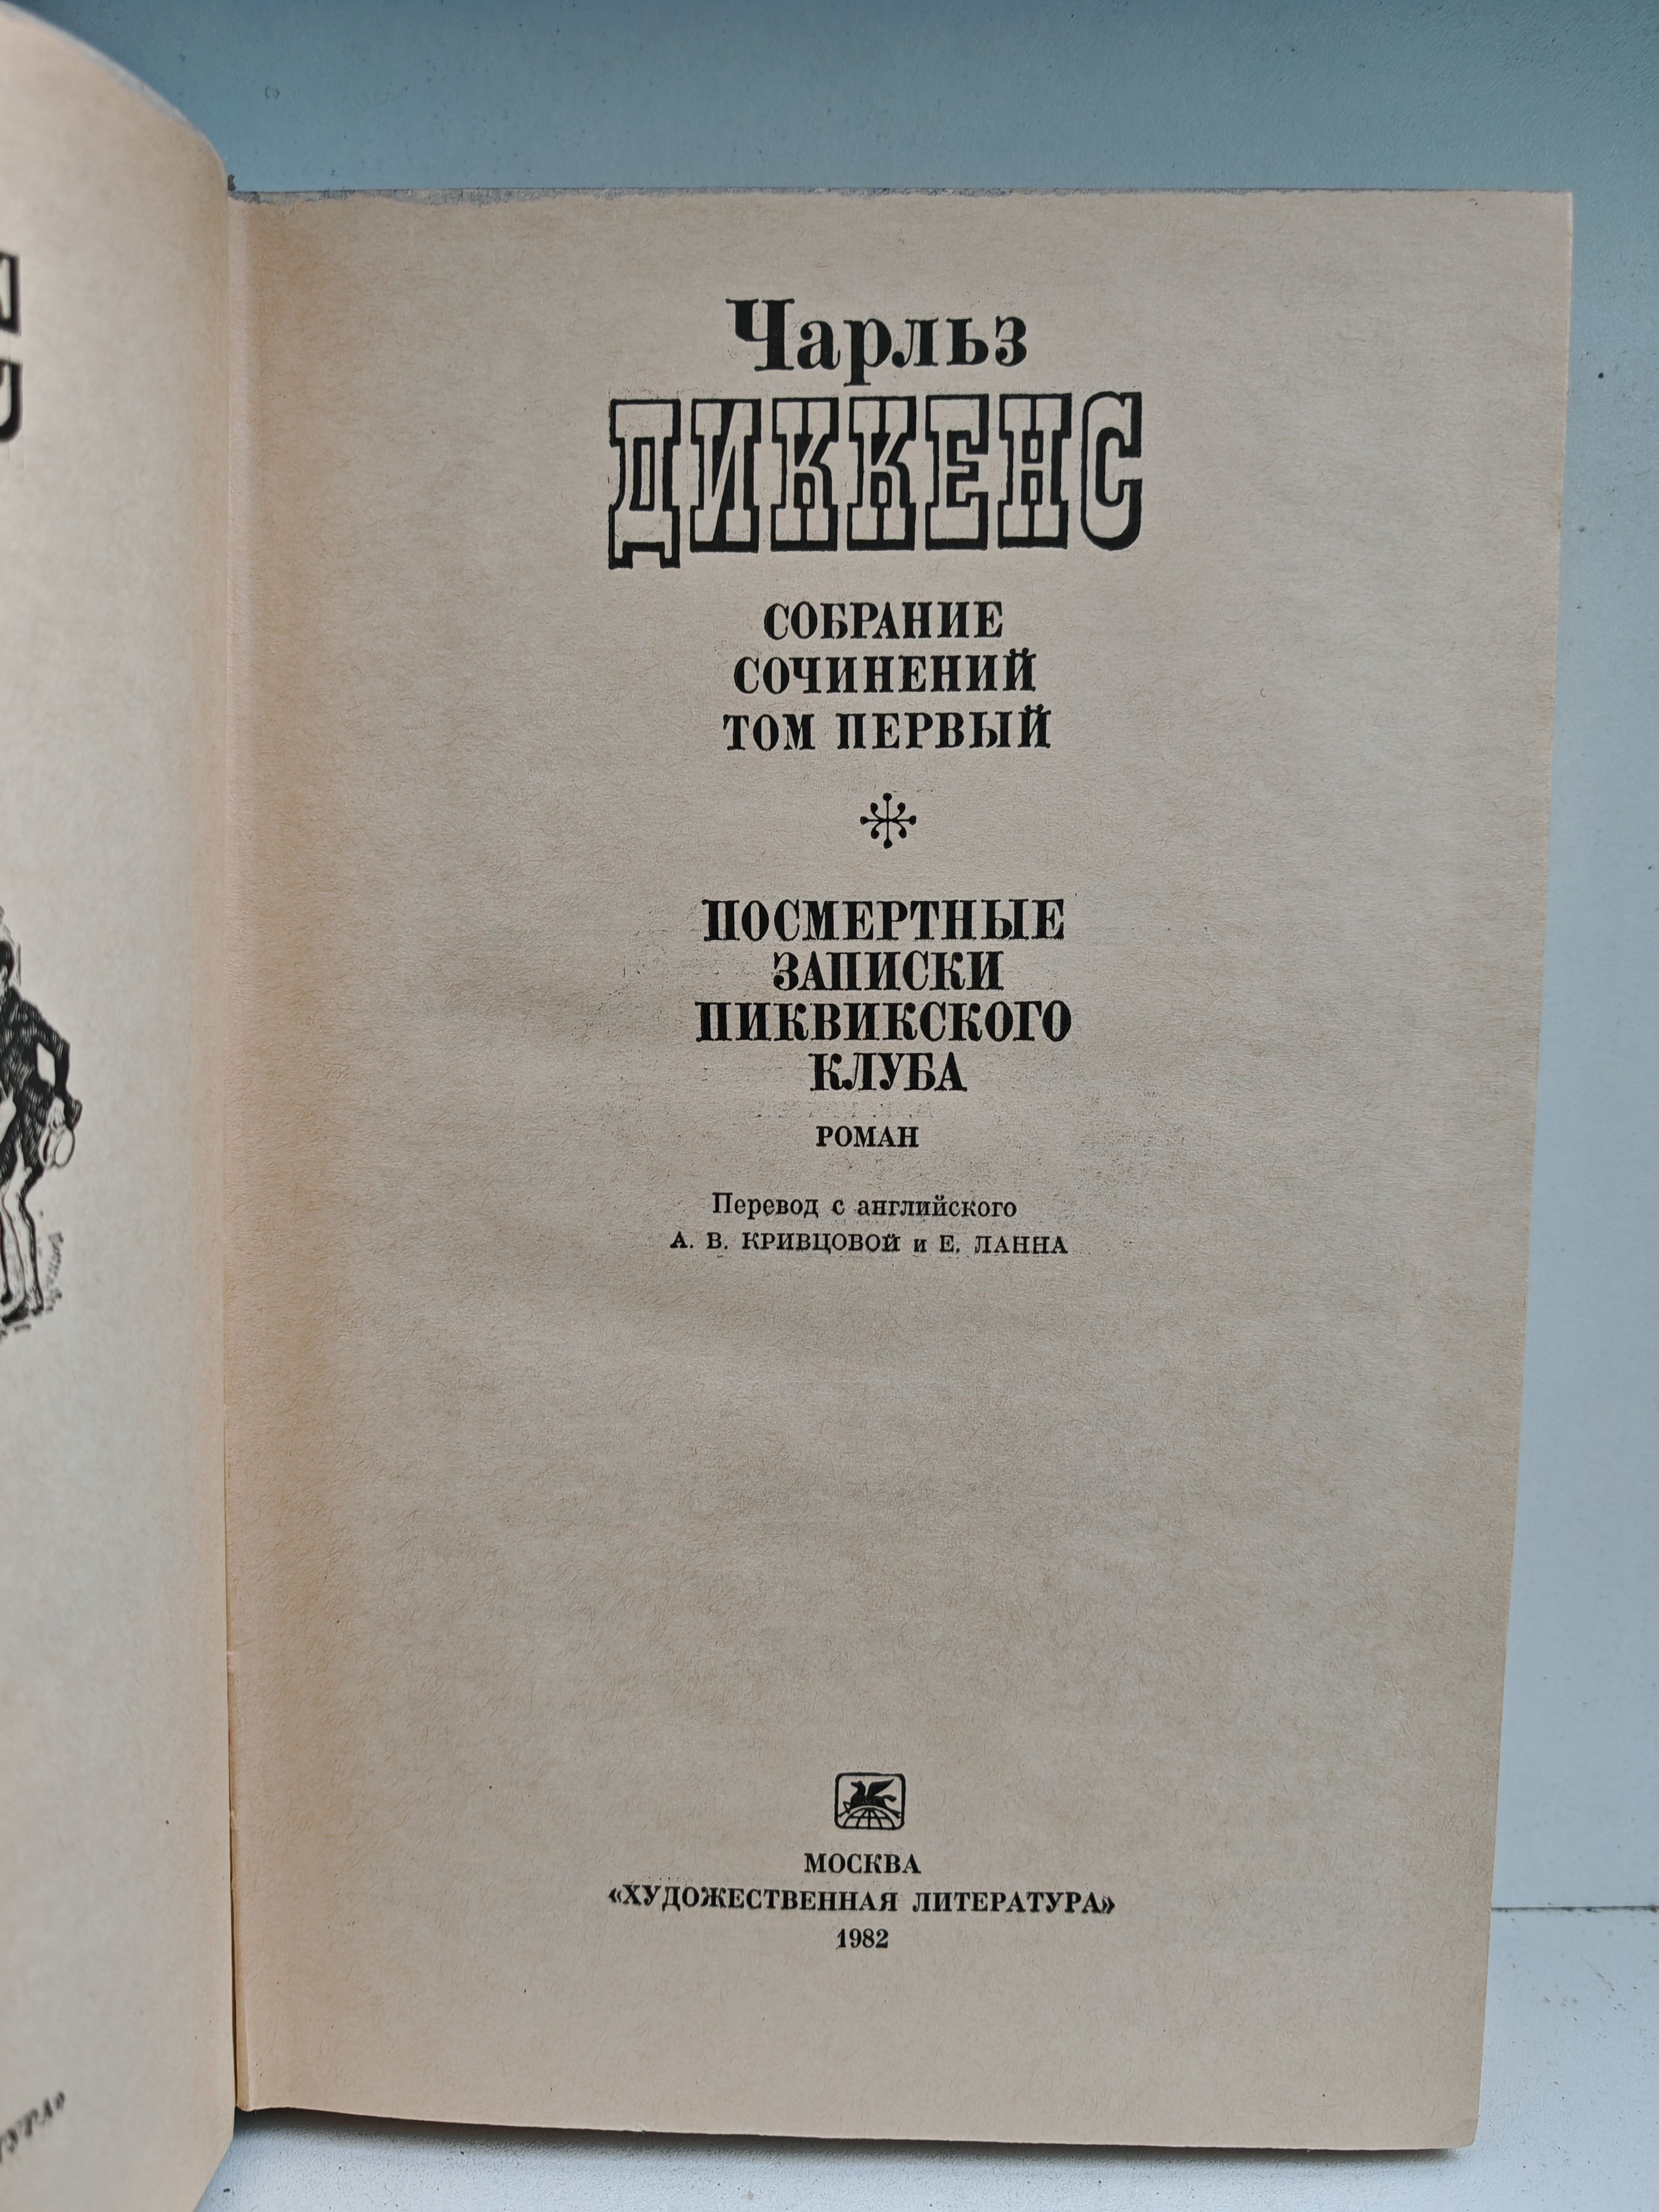 Чарльз
ДИККЕНС
СОБРАНИЕ
СОЧИНЕНИЙ
ТОМ ПЕРВЫЙ
ПОСМЕРТНЫЕ
ЗАПИСКИ
ПИКВИКСКОГО
КЛУБА
РОМАН
Перевод с английского
А. В. КРИВЦОВОЙ и Е. ЛАННА
МОСКВА
«ХУДОЖЕСТВЕННАЯ ЛИТЕРАТУРА»
1982